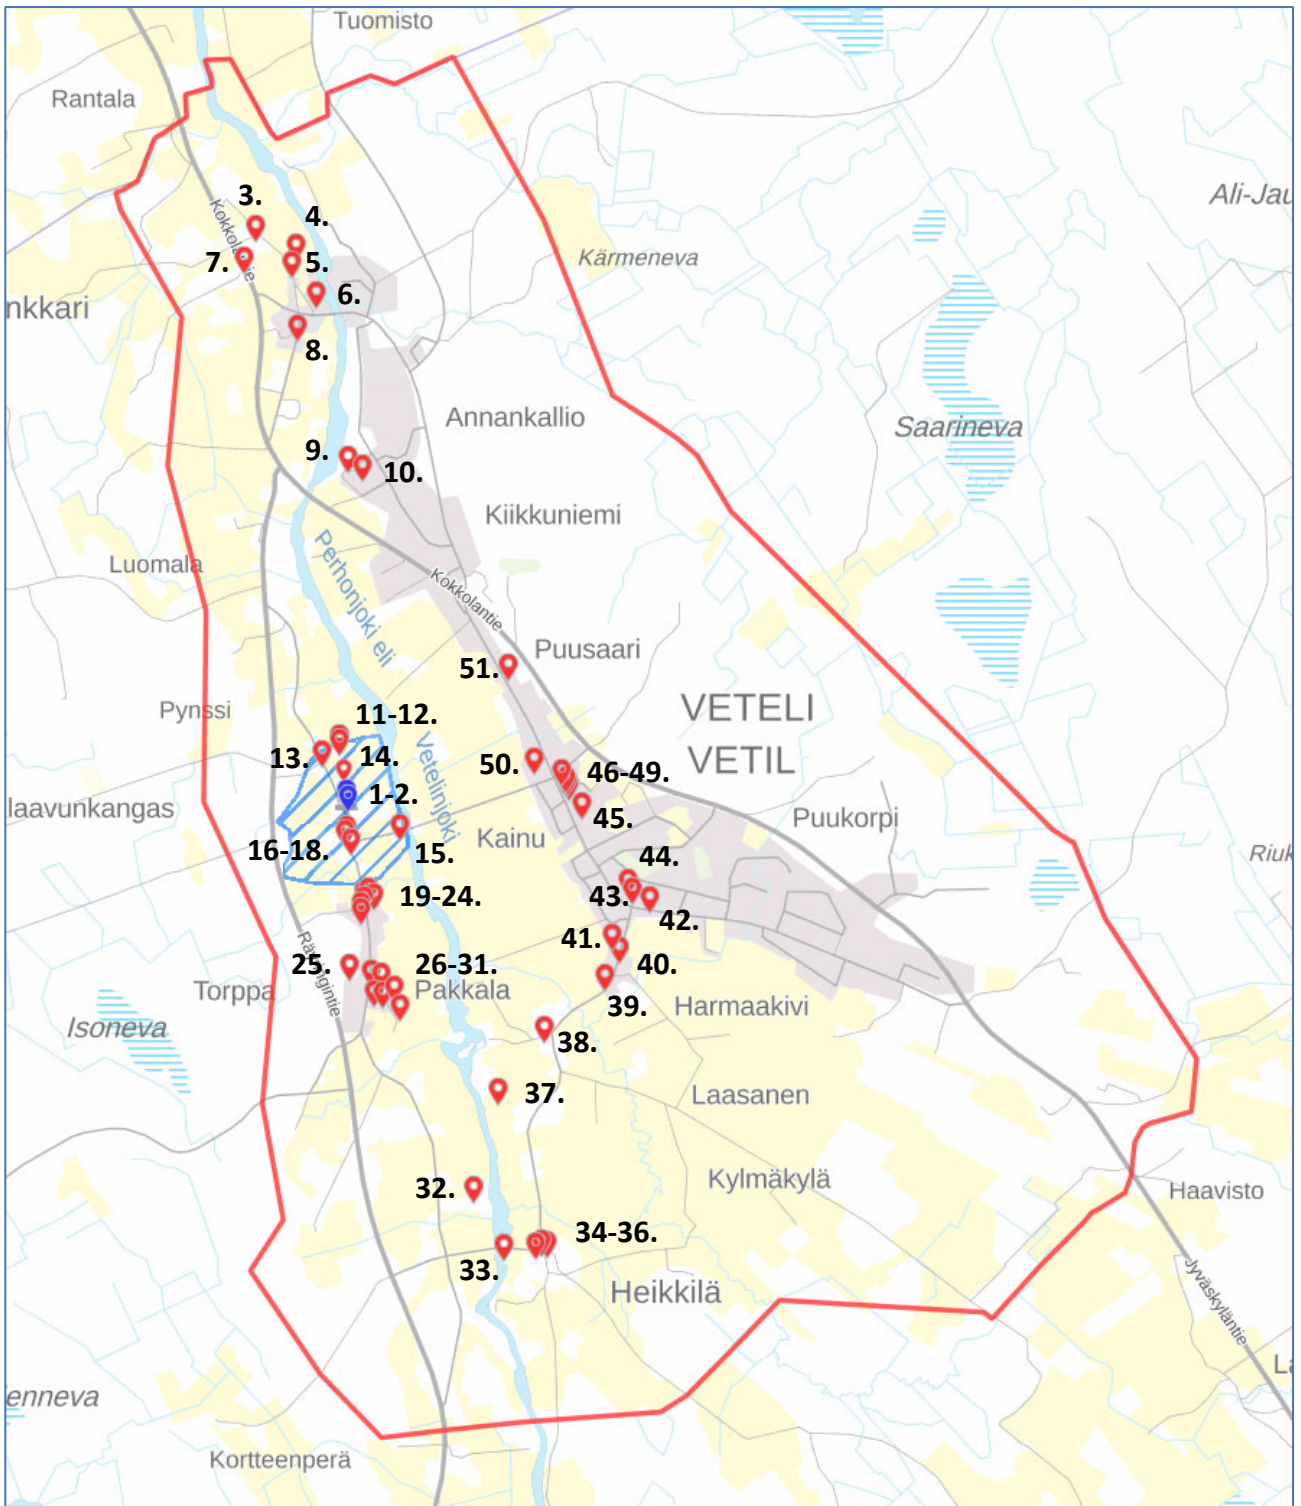 Tuomisto
Rantala
3.
4.
Ali-Jau
Kokkolantie
7.
5.
Kärmeneva
6.
nkkari
8.
Annankallio
Saarineva
9.
10.
Kiikkuniemi
Perhonjoki eli
Luomala
Kokkolantie
Puusaari
51.
Pynssi
11-12.
VETELI
VETIL
13.
14.
Vetelinjoki
50.
46-49.
laavunkangas
1-2.
45.
Puukorpi
Kainu
16-18.
15.
44.
Riuk
19-24.
43.
42.
41.
Räyringintie
25.
26-31.
40.
Torppa
Pakkala
39.
Harmaakivi
Isoneva
38.
37.
Laasanen
32.
Kylmäkylä
Haavisto
34-36.
33.
Heikkilä
Jyväskyläntie
enneva
Kortteenperä